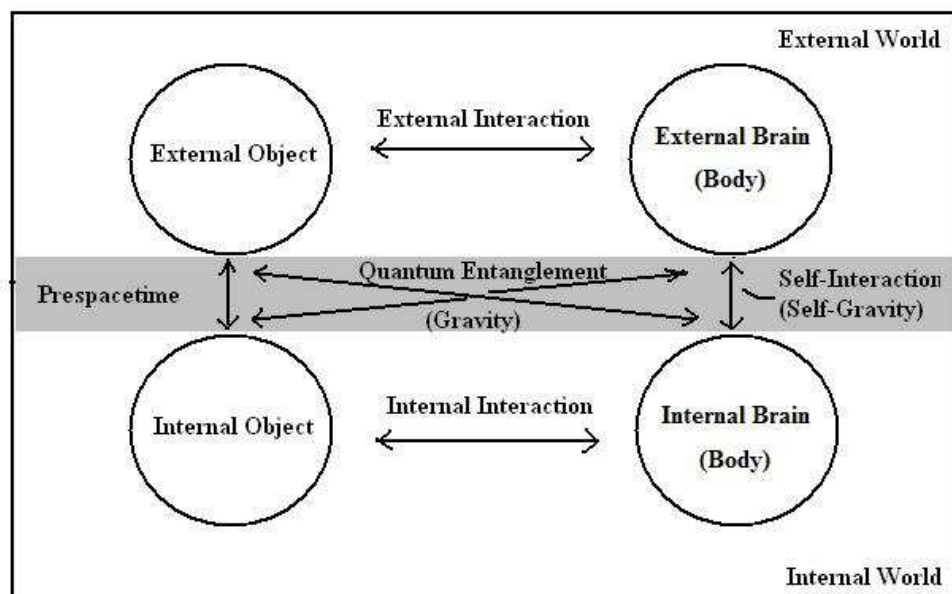 External World
External Interaction
External Object
External Brain
(Body)
Quantum Entanglement
Prespacetime
(Gravity)
Self-Interaction
(Self-Gravity)
Internal Interaction
Internal Object
Internal Brain
(Body)
Internal World